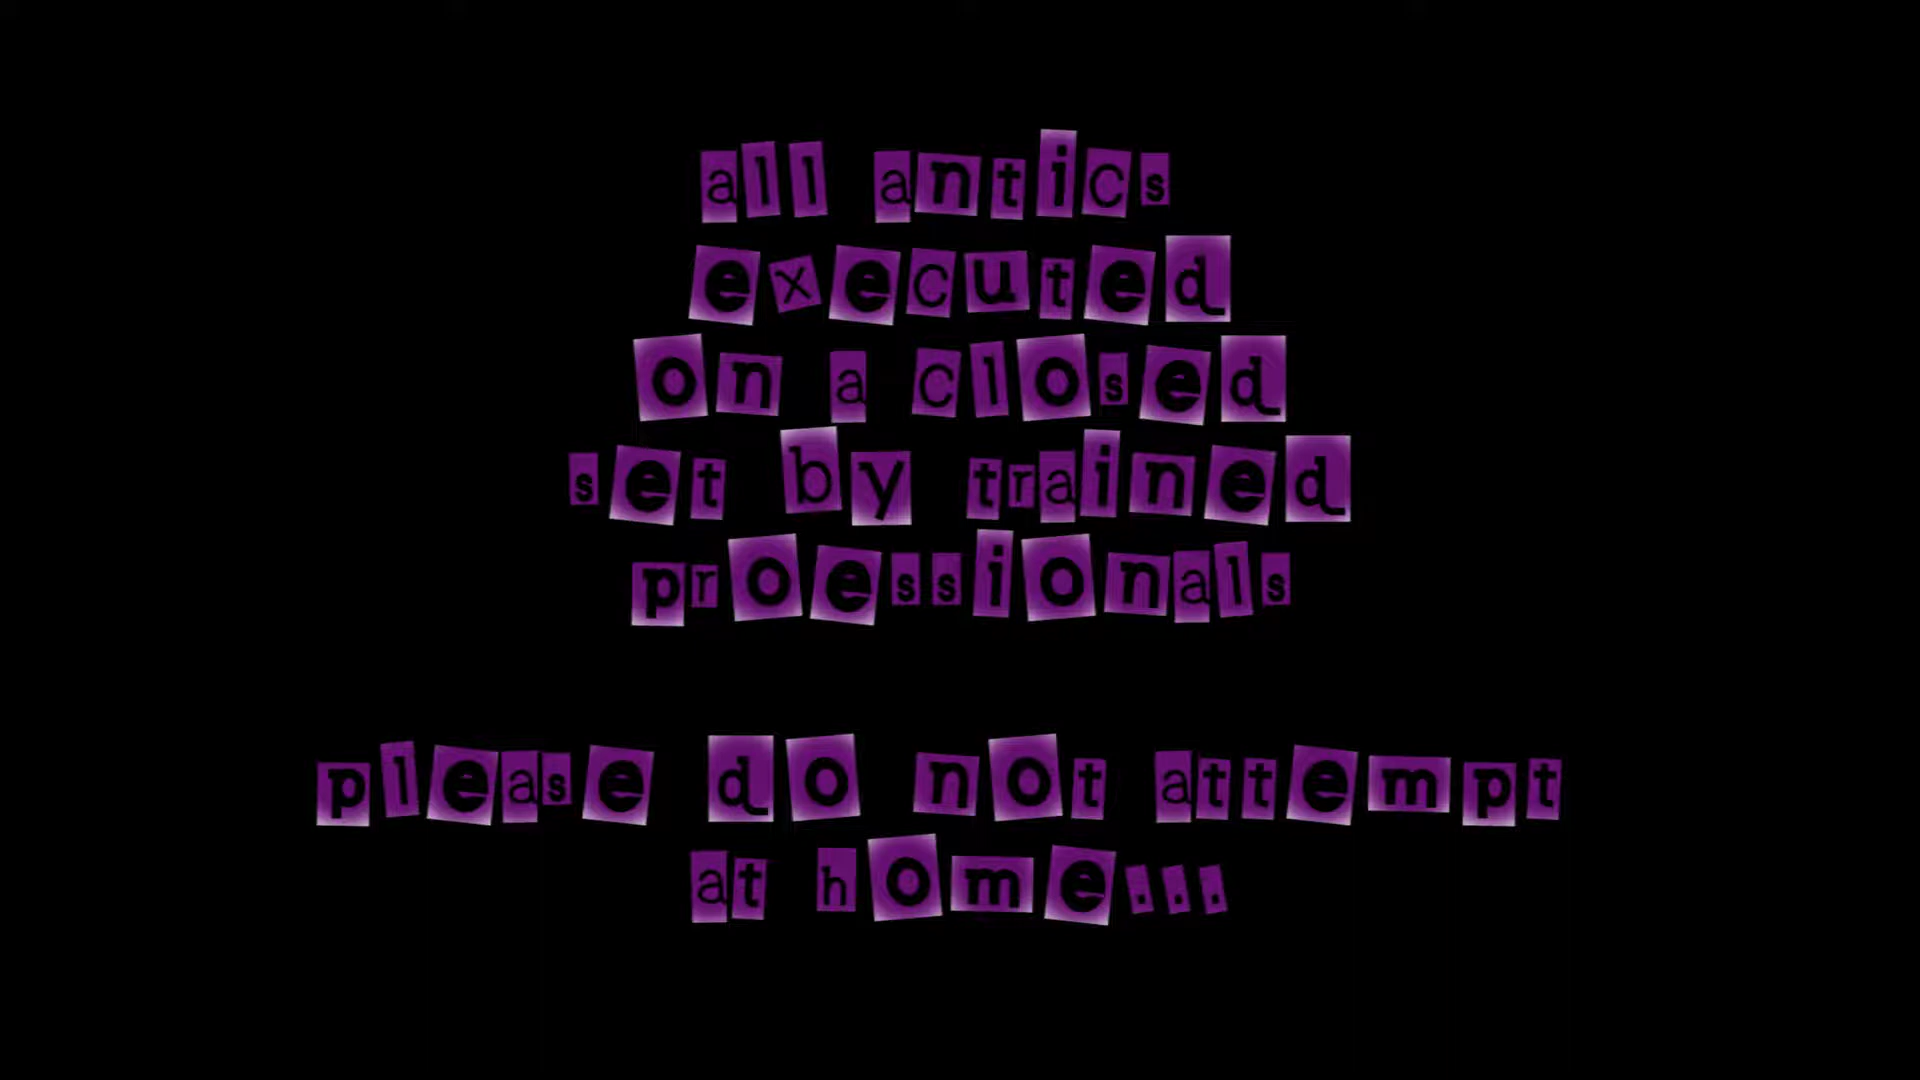 all antics
executed
on a closed
set by trained
proessionals
please do not attempt
at home...